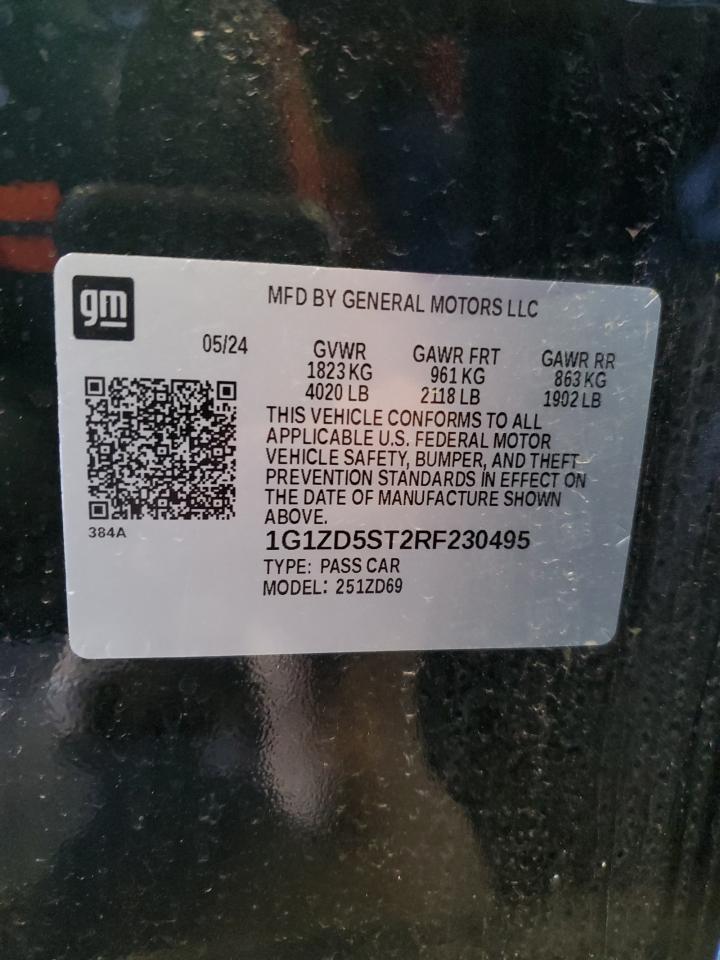 gm
MFD BY GENERAL MOTORS LLC
05/24
GVWR GAWR FRT GAWR RR
1823 KG 961 KG 863 KG
4020 LB 2118 LB 1902 LB
THIS VEHICLE CONFORMS TO ALL
APPLICABLE U.S. FEDERAL MOTOR
VEHICLE SAFETY, BUMPER, AND THEFT
PREVENTION STANDARDS IN EFFECT ON
THE DATE OF MANUFACTURE SHOWN
ABOVE.
384A
1G1ZD5ST2RF230495
TYPE: PASS CAR
MODEL: 251ZD69